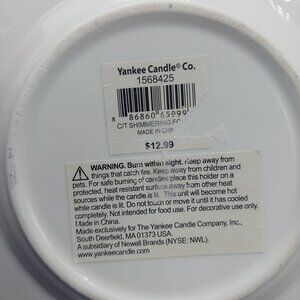 Yankee Candle® Co.
1568425
8 86860 63999
C/T SHIMMERING
MADE IN
$12.99
WARNING. Burn within sight. Keep away from
things that catch fire. Keep away from children and
pets. For safe burning of candles place this holder on a
protected, heat resistant surface away from other heat
sources while the candle is lit. This unit will become hot
while candle is lit. Do not touch or move it until it has cooled
completely. Not intended for food use. For decorative use only.
Made in China.
Made exclusively for The Yankee Candle Company, Inc.,
South Deerfield, MA 01373 USA
A subsidiary of Newell Brands (NYSE: NWL).
www.yankeecandle.com